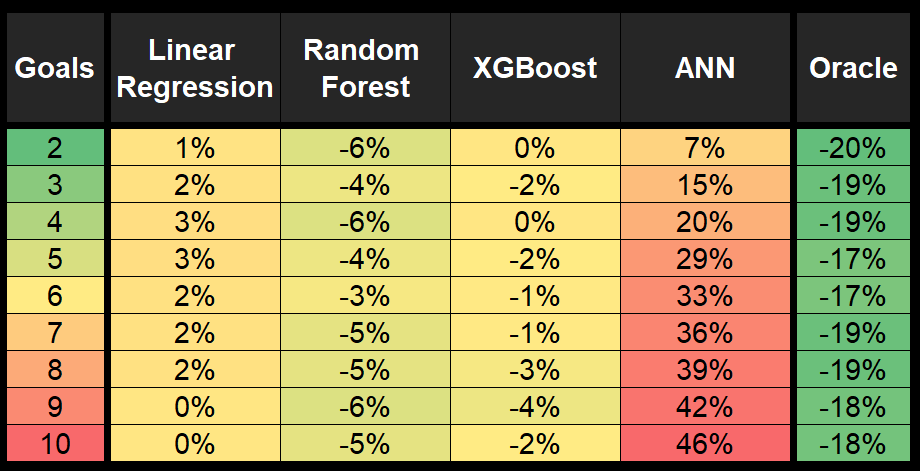 Goals Linear Regression Random Forest XGBoost ANN Oracle
2 1% -6% 0% 7% -20%
3 2% -4% -2% 15% -19%
4 3% -6% 0% 20% -19%
5 3% -4% -2% 29% -17%
6 2% -3% -1% 33% -17%
7 2% -5% -1% 36% -19%
8 2% -5% -3% 39% -19%
9 0% -6% -4% 42% -18%
10 0% -5% -2% 46% -18%